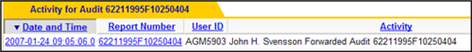 Activity for Audit 62211995F10250404
Date and Time Report Number User ID Activity
2007-01-24 09.05.06.0 62211995F10250404 AGM5903 John H. Svensson Forwarded Audit 62211995F10250404